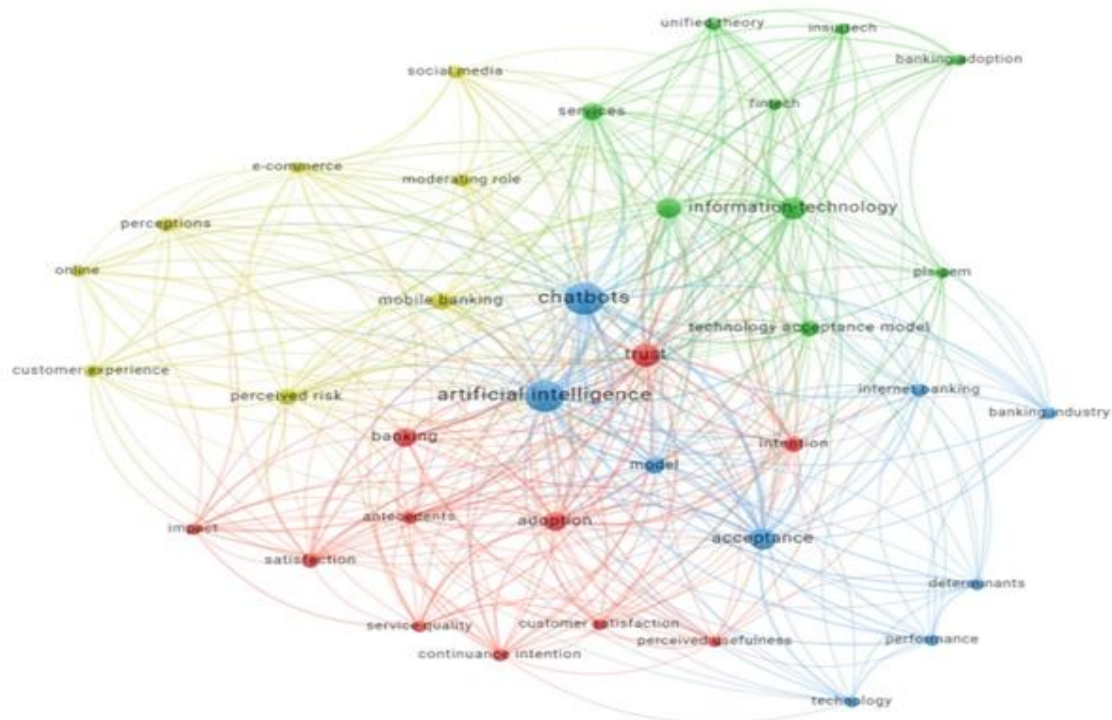 unified theory
insurtech
banking adoption
social media
fintech
services
e-commerce
moderating role
information-technology
perceptions
online
pls-sem
chatbots
mobile banking
technology acceptance model
trust
customer experience
artificial intelligence
internet banking
perceived risk
banking industry
banking
intention
model
antecedents
adoption
impact
acceptance
satisfaction
determinants
service quality
customer satisfaction
perceived usefulness
performance
continuance intention
technology